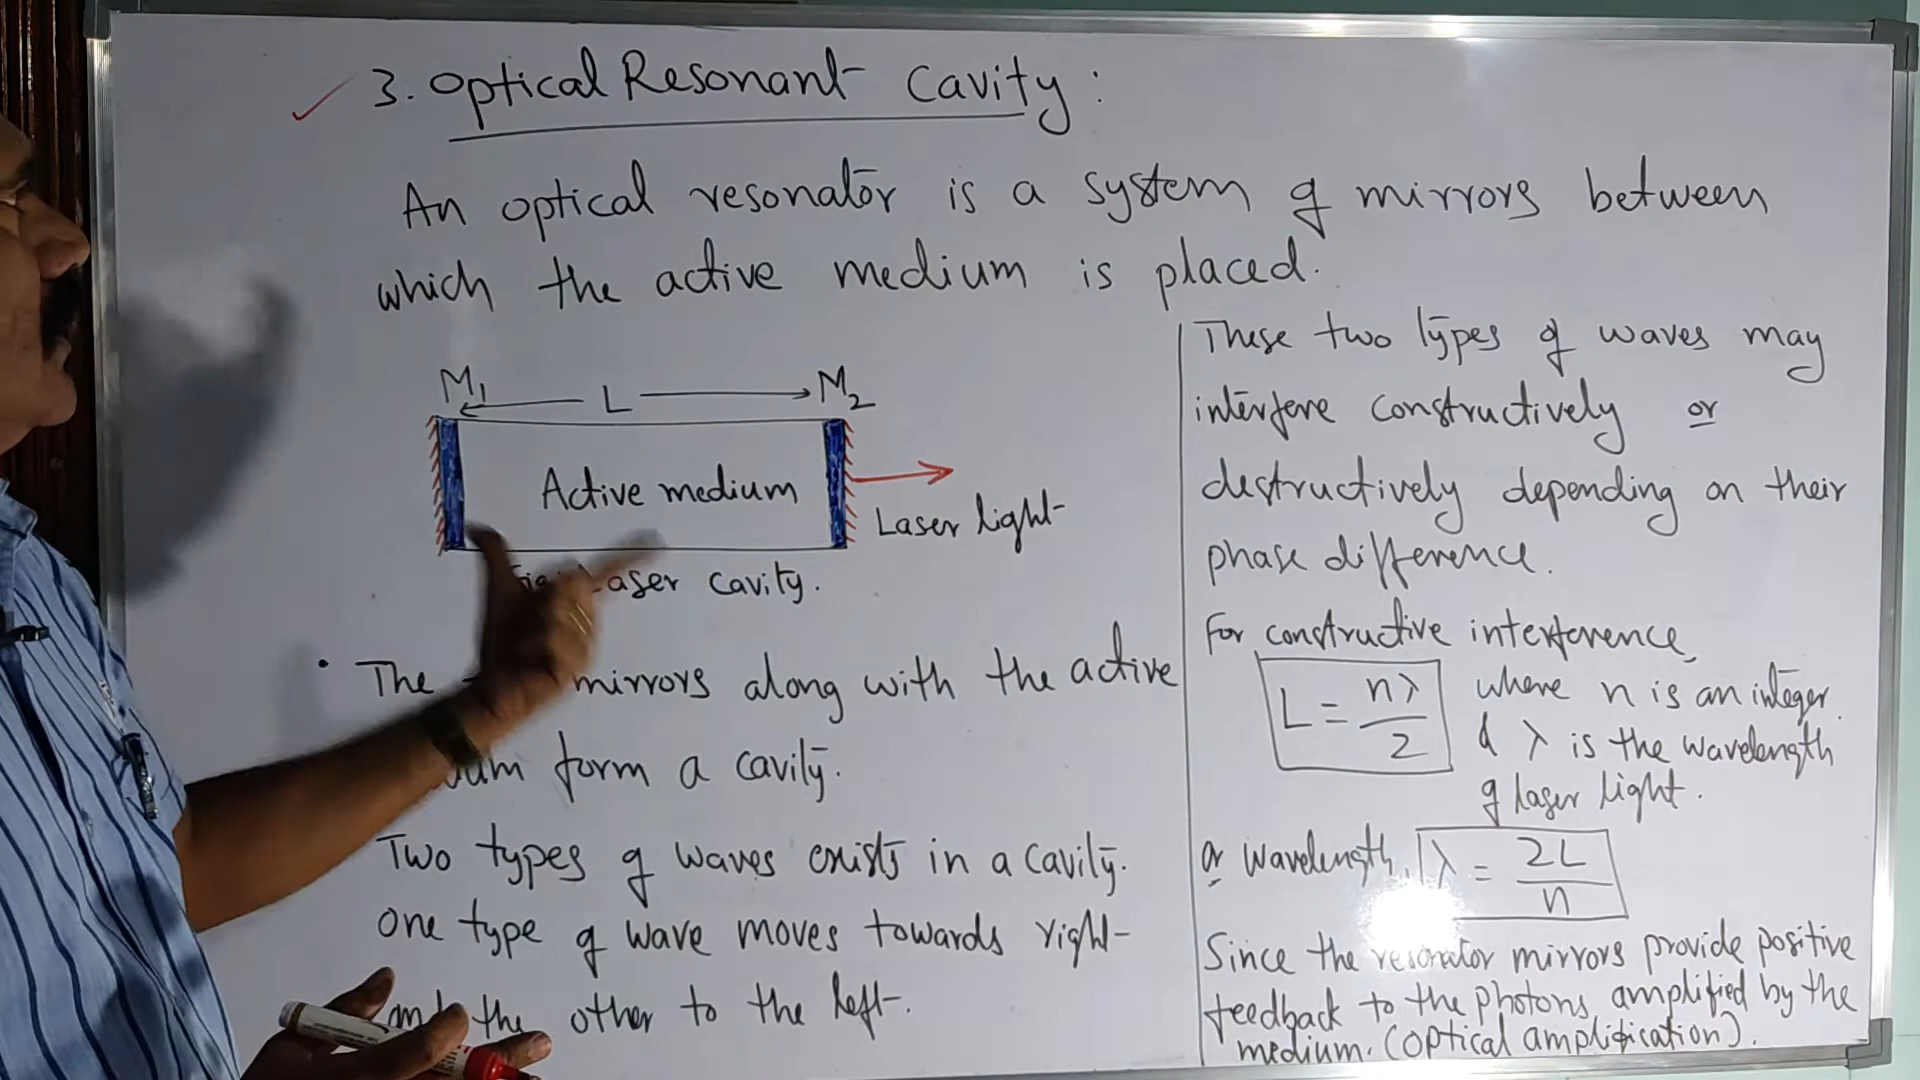 3. Optical Resonant Cavity:
An optical resonator is a system of mirrors between
which the active medium is placed.
M1 L M2
Active medium
Laser light
Laser cavity.
The mirrors along with the active
form a cavity.
Two types of waves exists in a cavity.
one type of wave moves towards right
and the other to the left.
These two types of waves may
interfere constructively or
destructively depending on their
phase difference.
For constructive interference,
L = nλ/2
where n is an integer.
& λ is the wavelength
of laser light.
or wavelength, λ = 2L/n
Since the resonator mirrors provide positive
feedback to the photons amplified by the
medium. (optical amplification).